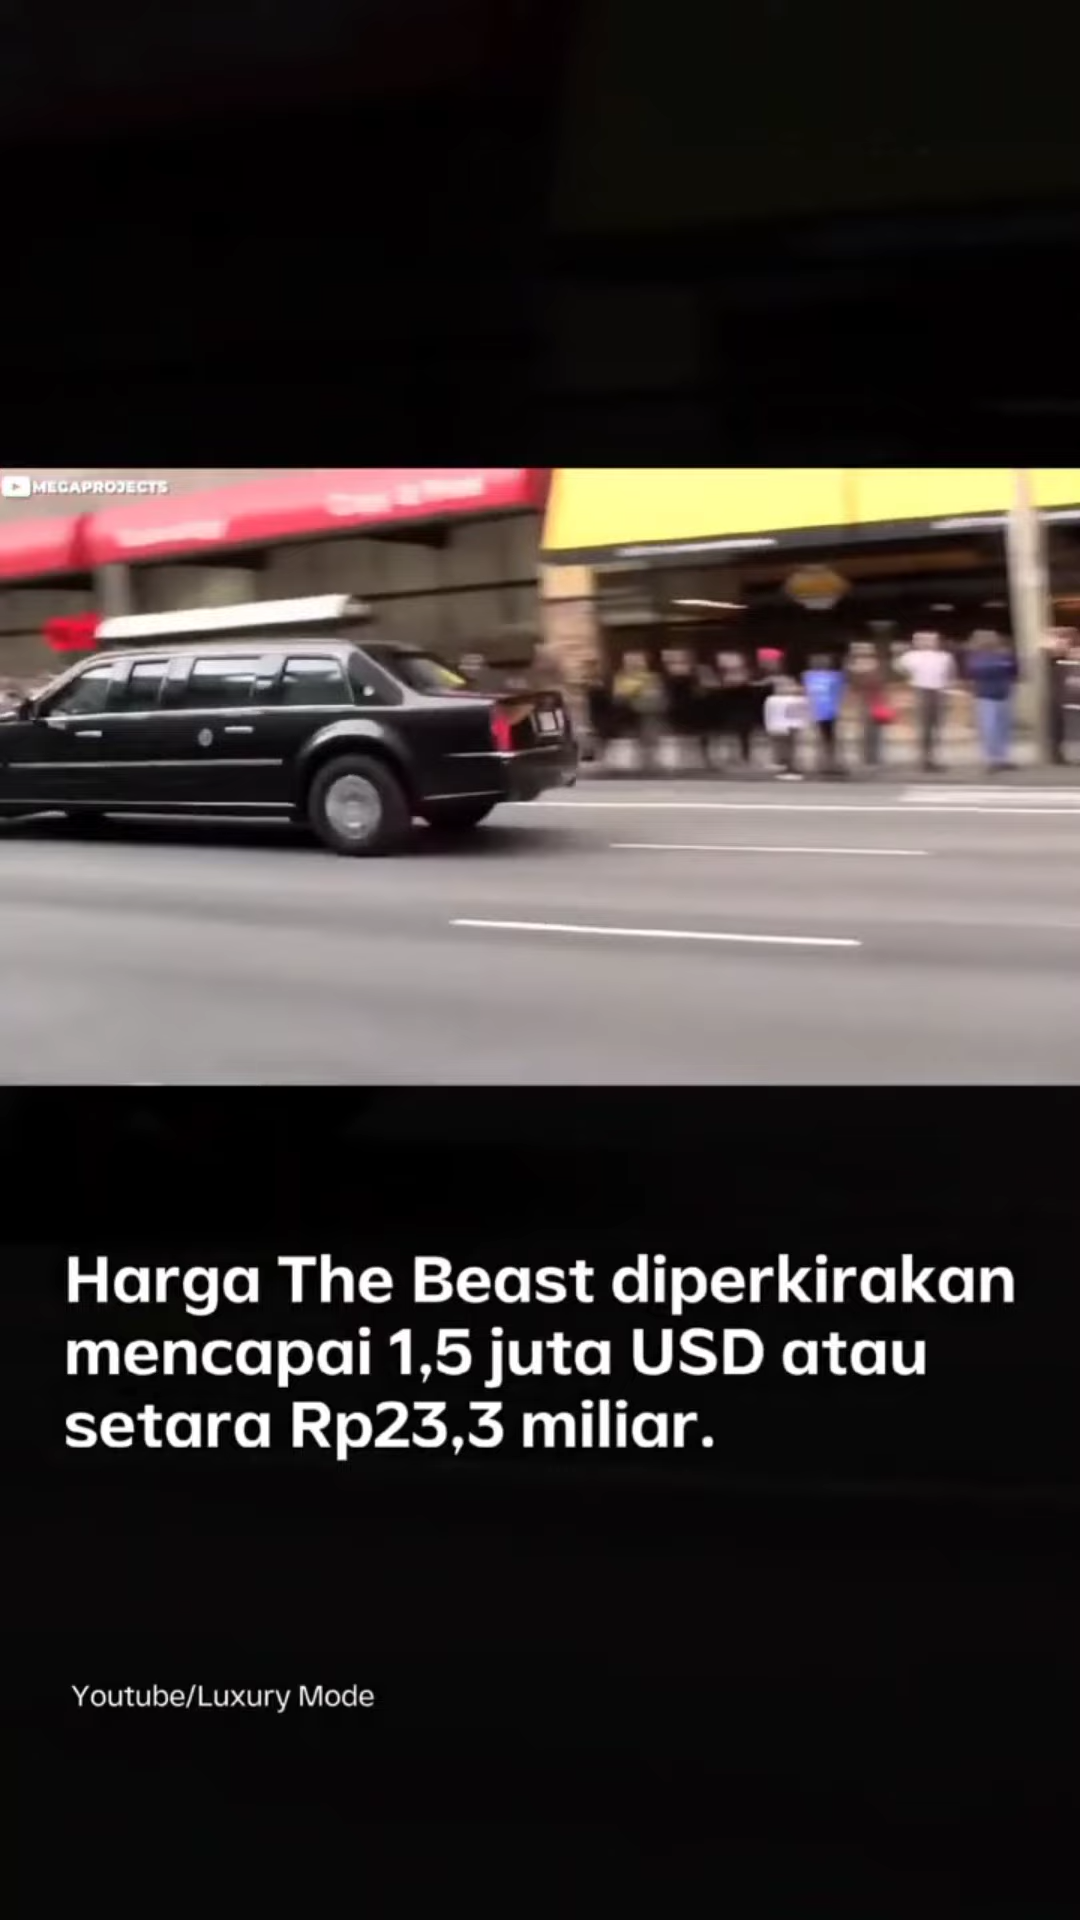 MEGAPROJECTS
Harga The Beast diperkirakan
mencapai 1,5 juta USD atau
setara Rp23,3 miliar.
Youtube/Luxury Mode